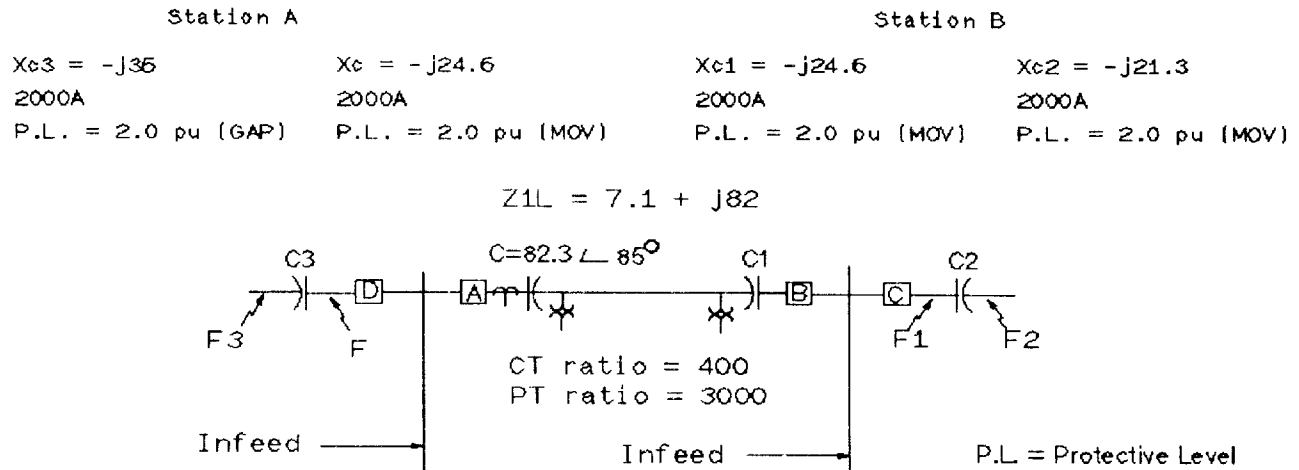 Station A Station B
Xc3 = -j36 Xc = -j24.6 Xc1 = -j24.6 Xc2 = -j21.3
2000A 2000A 2000A 2000A
P.L. = 2.0 pu (GAP) P.L. = 2.0 pu (MOV) P.L. = 2.0 pu (MOV) P.L. = 2.0 pu (MOV)
Z1L = 7.1 + j82
C3 D A C=82.3 ∠ 85° C1 B C C2
F3 F F1 F2
CT ratio = 400
PT ratio = 3000
Infeed Infeed P.L. = Protective Level